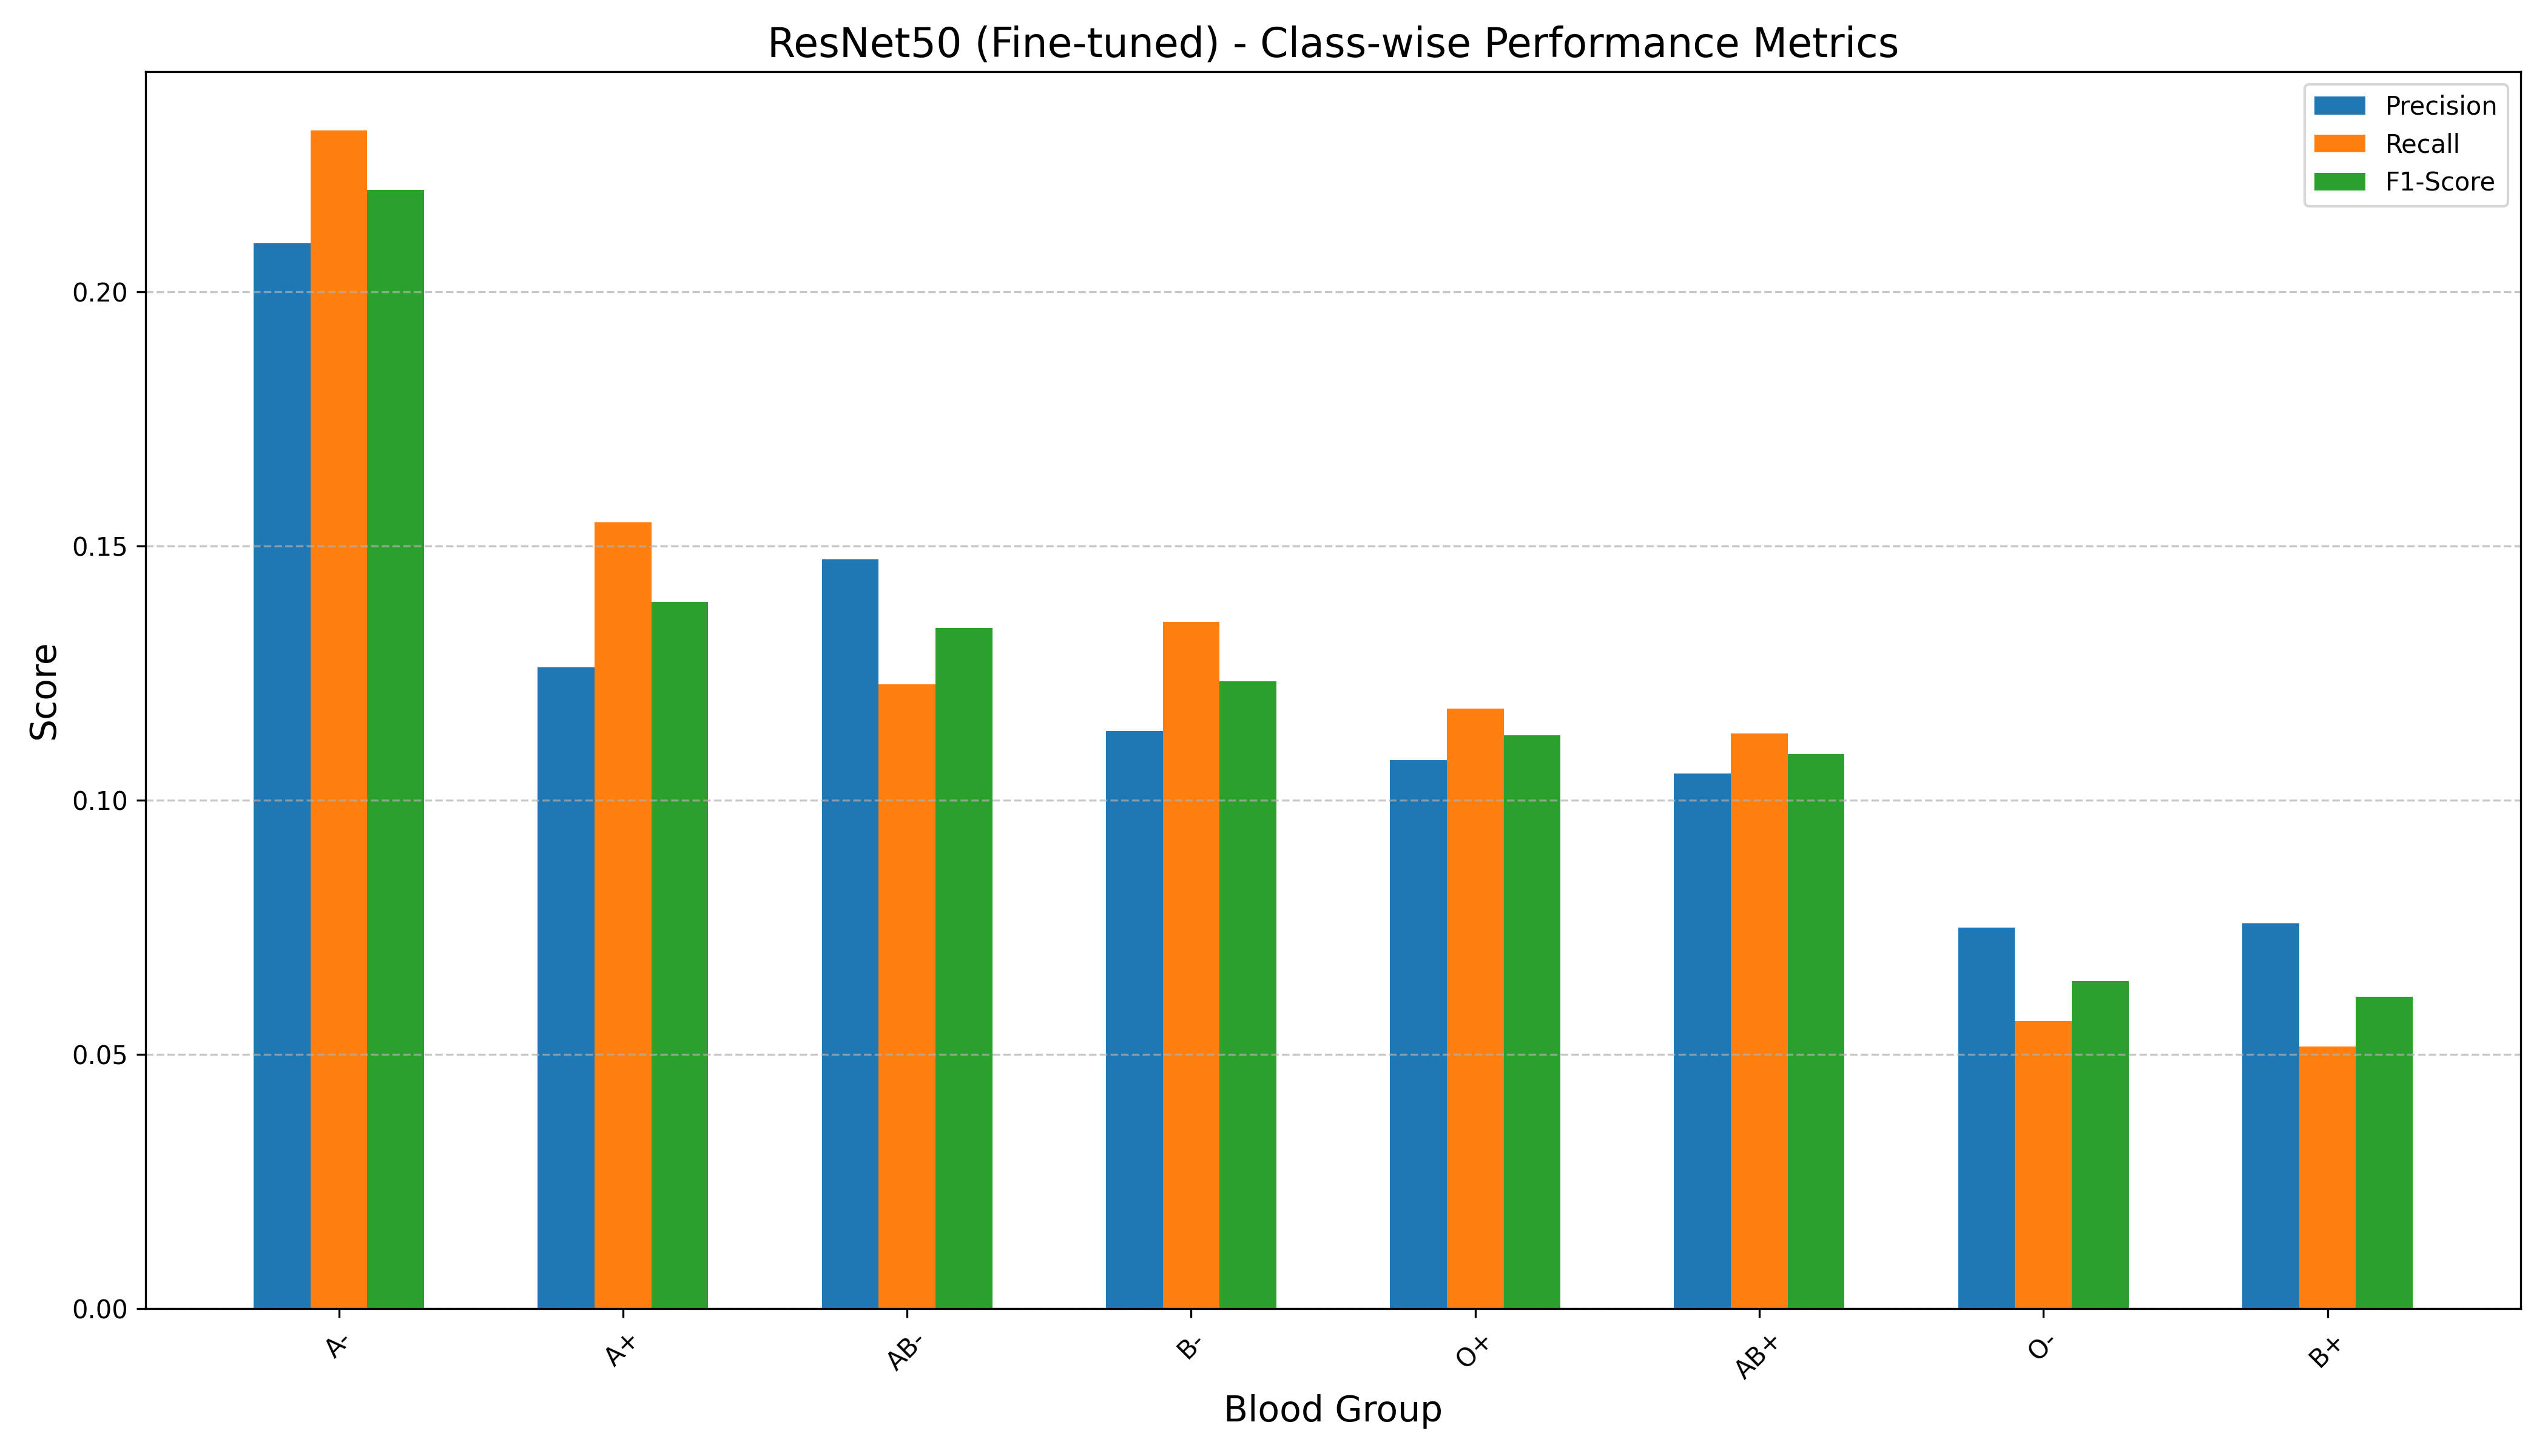 ResNet50 (Fine-tuned) - Class-wise Performance Metrics
Precision
Recall
F1-Score
Score
0.20
0.15
0.10
0.05
0.00
A-
A+
AB-
B-
O+
AB+
O-
B+
Blood Group